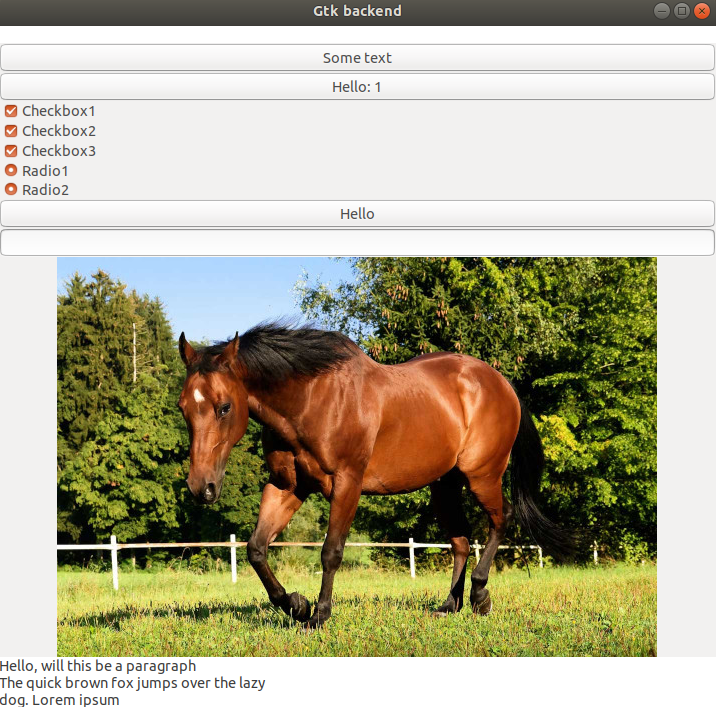 Gtk backend
Some text
Hello: 1
Checkbox1
Checkbox2
Checkbox3
Radio1
Radio2
Hello
Hello, will this be a paragraph
The quick brown fox jumps over the lazy
dog. Lorem ipsum